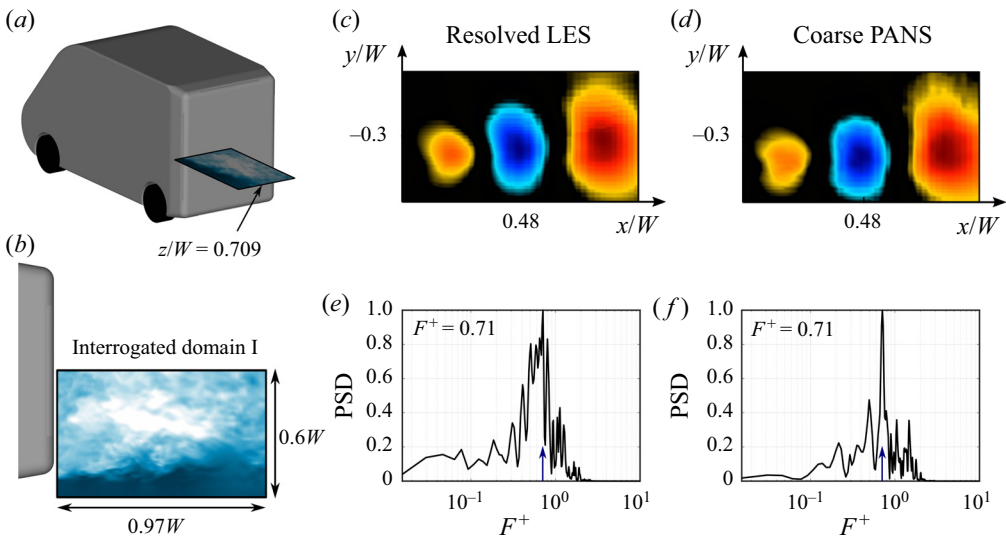 (a)
z/W = 0.709
(b)
Interrogated domain I
0.6W
0.97W
(c)
Resolved LES
y/W
–0.3
0.48
x/W
(d)
Coarse PANS
y/W
–0.3
0.48
x/W
(e)
F⁺ = 0.71
PSD
1.0
0.8
0.6
0.4
0.2
0
10⁻¹ 10⁰ 10¹
F⁺
(f)
F⁺ = 0.71
PSD
1.0
0.8
0.6
0.4
0.2
0
10⁻¹ 10⁰ 10¹
F⁺